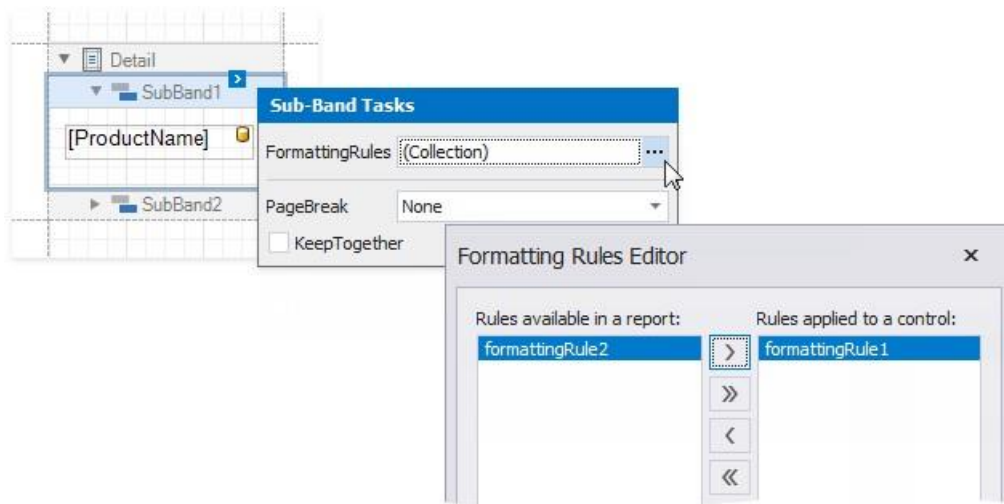 Detail
SubBand1
[ProductName]
SubBand2
Sub-Band Tasks
FormattingRules (Collection) ...
PageBreak None
KeepTogether
Formatting Rules Editor
Rules available in a report: Rules applied to a control:
formattingRule2 formattingRule1